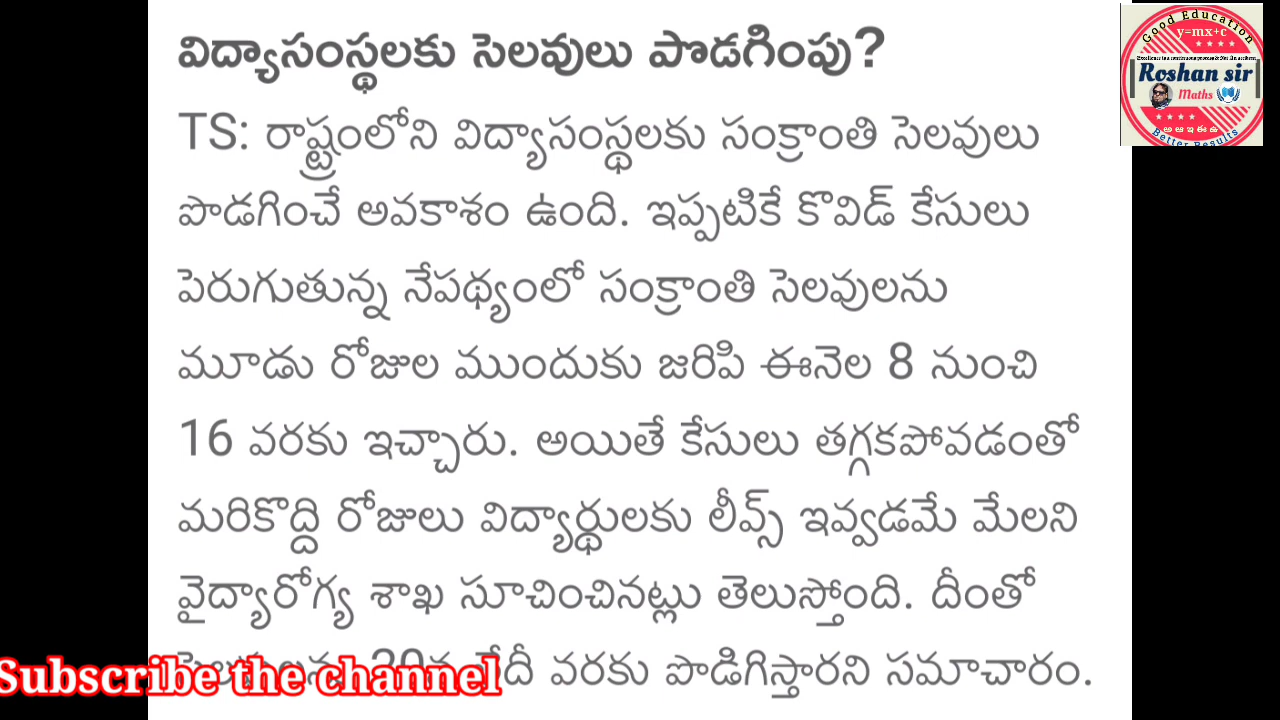 విద్యాసంస్థలకు సెలవులు పొడగింపు?
TS: రాష్ట్రంలోని విద్యాసంస్థలకు సంక్రాంతి సెలవులు
పొడగించే అవకాశం ఉంది. ఇప్పటికే కొవిడ్ కేసులు
పెరుగుతున్న నేపథ్యంలో సంక్రాంతి సెలవులను
మూడు రోజుల ముందుకు జరిపి ఈనెల 8 నుంచి
16 వరకు ఇచ్చారు. అయితే కేసులు తగ్గకపోవడంతో
మరికొద్ది రోజులు విద్యార్థులకు లీవ్స్ ఇవ్వడమే మేలని
వైద్యారోగ్య శాఖ సూచించినట్లు తెలుస్తోంది. దీంతో
వరకు పొడిగిస్తారని సమాచారం.
Subscribe the channel
Good Education
y=mx+c
Roshan sir
Maths
అ ఆ ఇ ఈ ఉ
Better Results